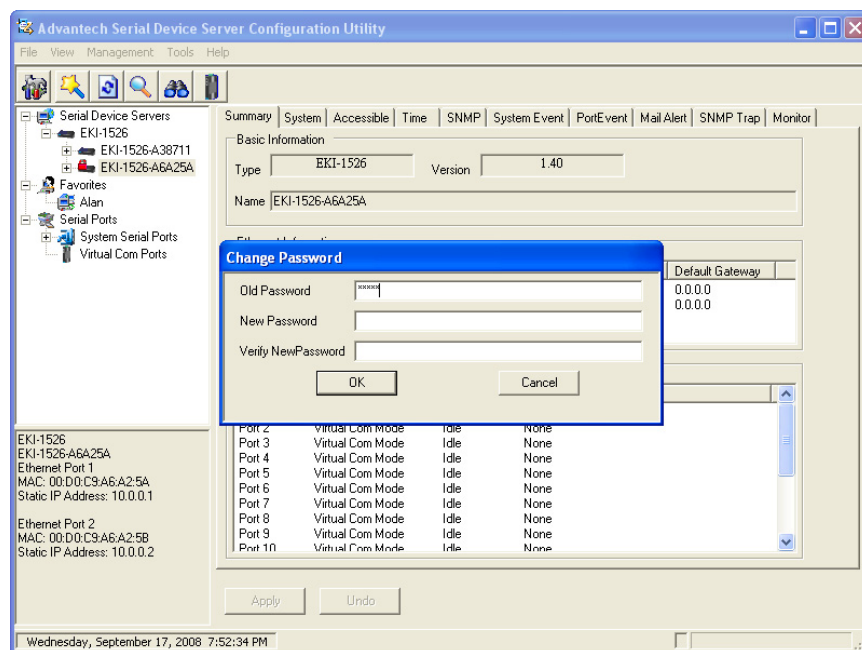 Advantech Serial Device Server Configuration Utility
File View Management Tools Help
Serial Device Servers
EKI-1526
EKI-1526-A38711
EKI-1526-A6A25A
Favorites
Alan
Serial Ports
System Serial Ports
Virtual Com Ports
EKI-1526
EKI-1526-A6A25A
Ethernet Port 1
MAC: 00:D0:C9:A6:A2:5A
Static IP Address: 10.0.0.1
Ethernet Port 2
MAC: 00:D0:C9:A6:A2:5B
Static IP Address: 10.0.0.2
Summary System Accessible Time SNMP System Event PortEvent Mail Alert SNMP Trap Monitor
Basic Information
Type EKI-1526 Version 1.40
Name EKI-1526-A6A25A
Default Gateway
0.0.0.0
0.0.0.0
Change Password
Old Password *****
New Password
Verify NewPassword
OK Cancel
Port 2 Virtual Com Mode Idle None
Port 3 Virtual Com Mode Idle None
Port 4 Virtual Com Mode Idle None
Port 5 Virtual Com Mode Idle None
Port 6 Virtual Com Mode Idle None
Port 7 Virtual Com Mode Idle None
Port 8 Virtual Com Mode Idle None
Port 9 Virtual Com Mode Idle None
Port 10 Virtual Com Mode Idle None
Apply Undo
Wednesday, September 17, 2008 7:52:34 PM